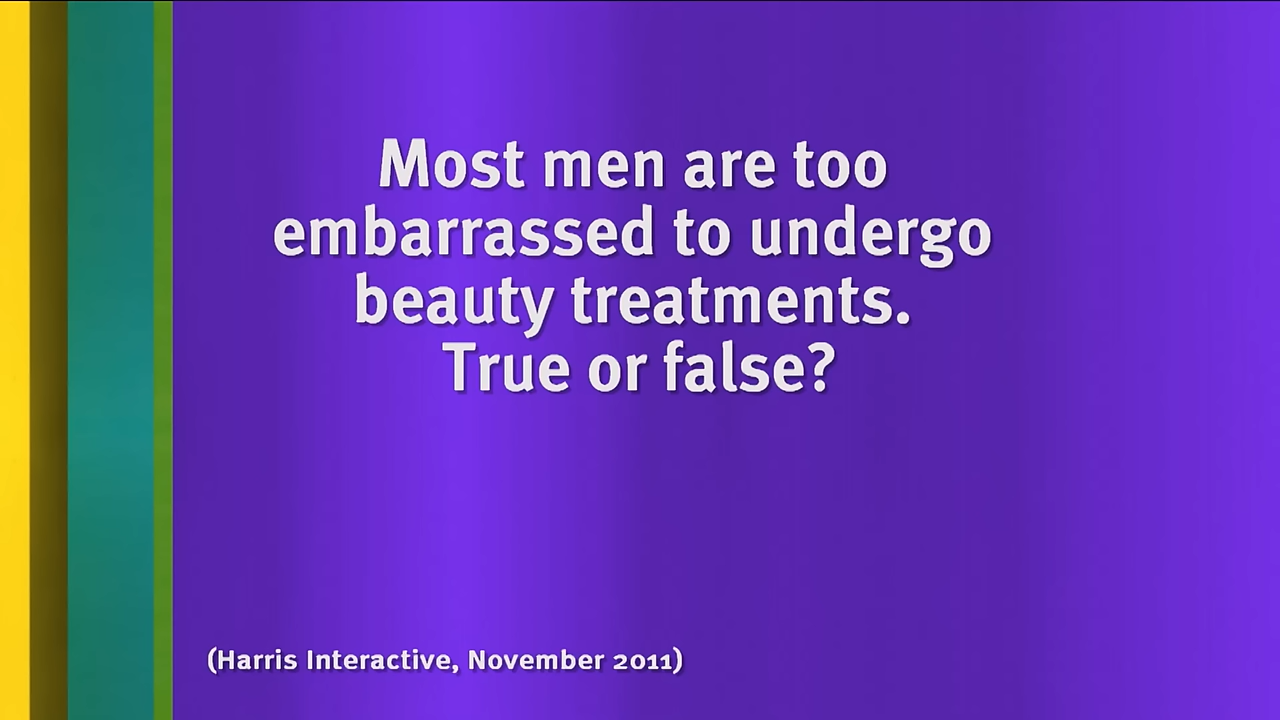 Most men are too
embarrassed to undergo
beauty treatments.
True or false?
(Harris Interactive, November 2011)